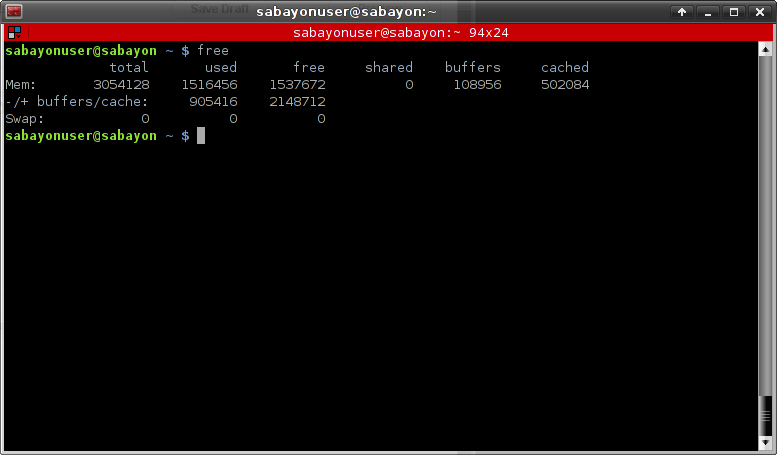 Save Draft
sabayonuser@sabayon:~
sabayonuser@sabayon:~ 94x24
sabayonuser@sabayon ~ $ free
total used free shared buffers cached
Mem: 3054128 1516456 1537672 0 108956 502084
-/+ buffers/cache: 905416 2148712
Swap: 0 0 0
sabayonuser@sabayon ~ $